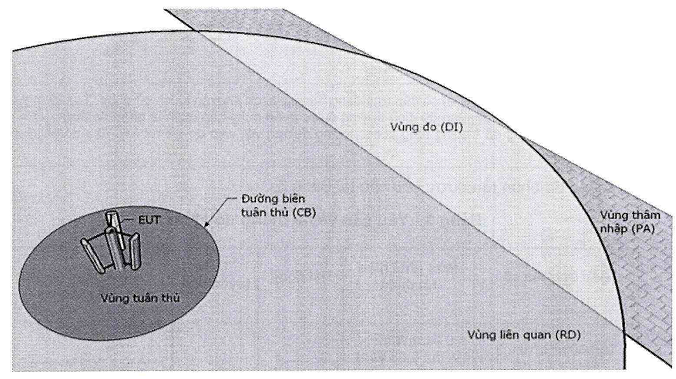 Vùng đo (DI)
Đường biên
tuân thủ (CB)
EUT
Vùng thâm
nhập (PA)
Vùng tuân thủ
Vùng liên quan (RD)